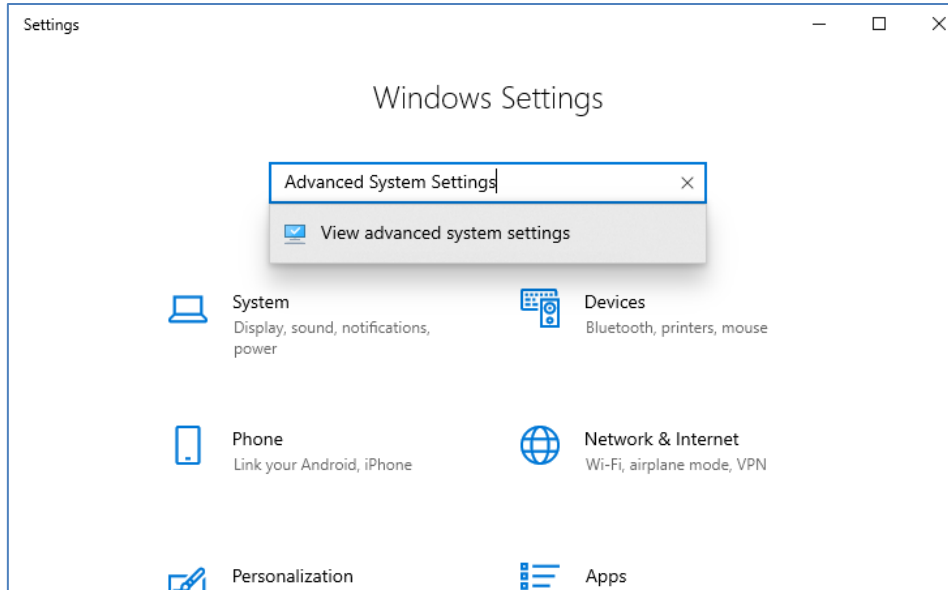 Settings
Windows Settings
Advanced System Settings
View advanced system settings
System
Display, sound, notifications,
power
Devices
Bluetooth, printers, mouse
Phone
Link your Android, iPhone
Network & Internet
Wi-Fi, airplane mode, VPN
Personalization
Apps